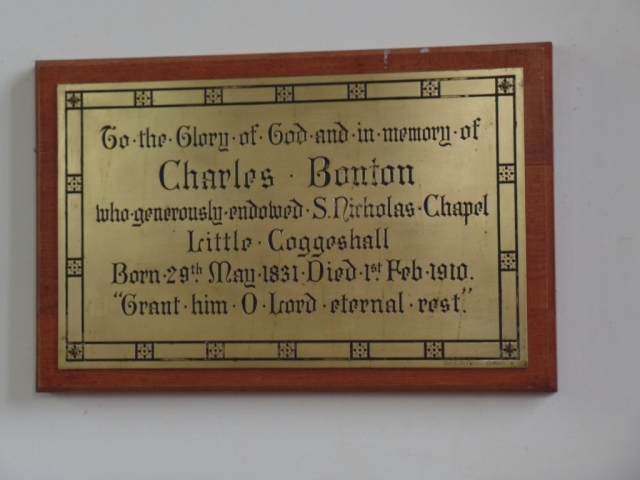 To · the · Glory · of · God · and · in · memory · of
Charles · Bonton
who · generously · endowed · S. Nicholas · Chapel
Little · Coggeshall
Born · 29th May · 1831 · Died · 1st Feb · 1910.
"Grant · him · O · Lord · eternal · rest."